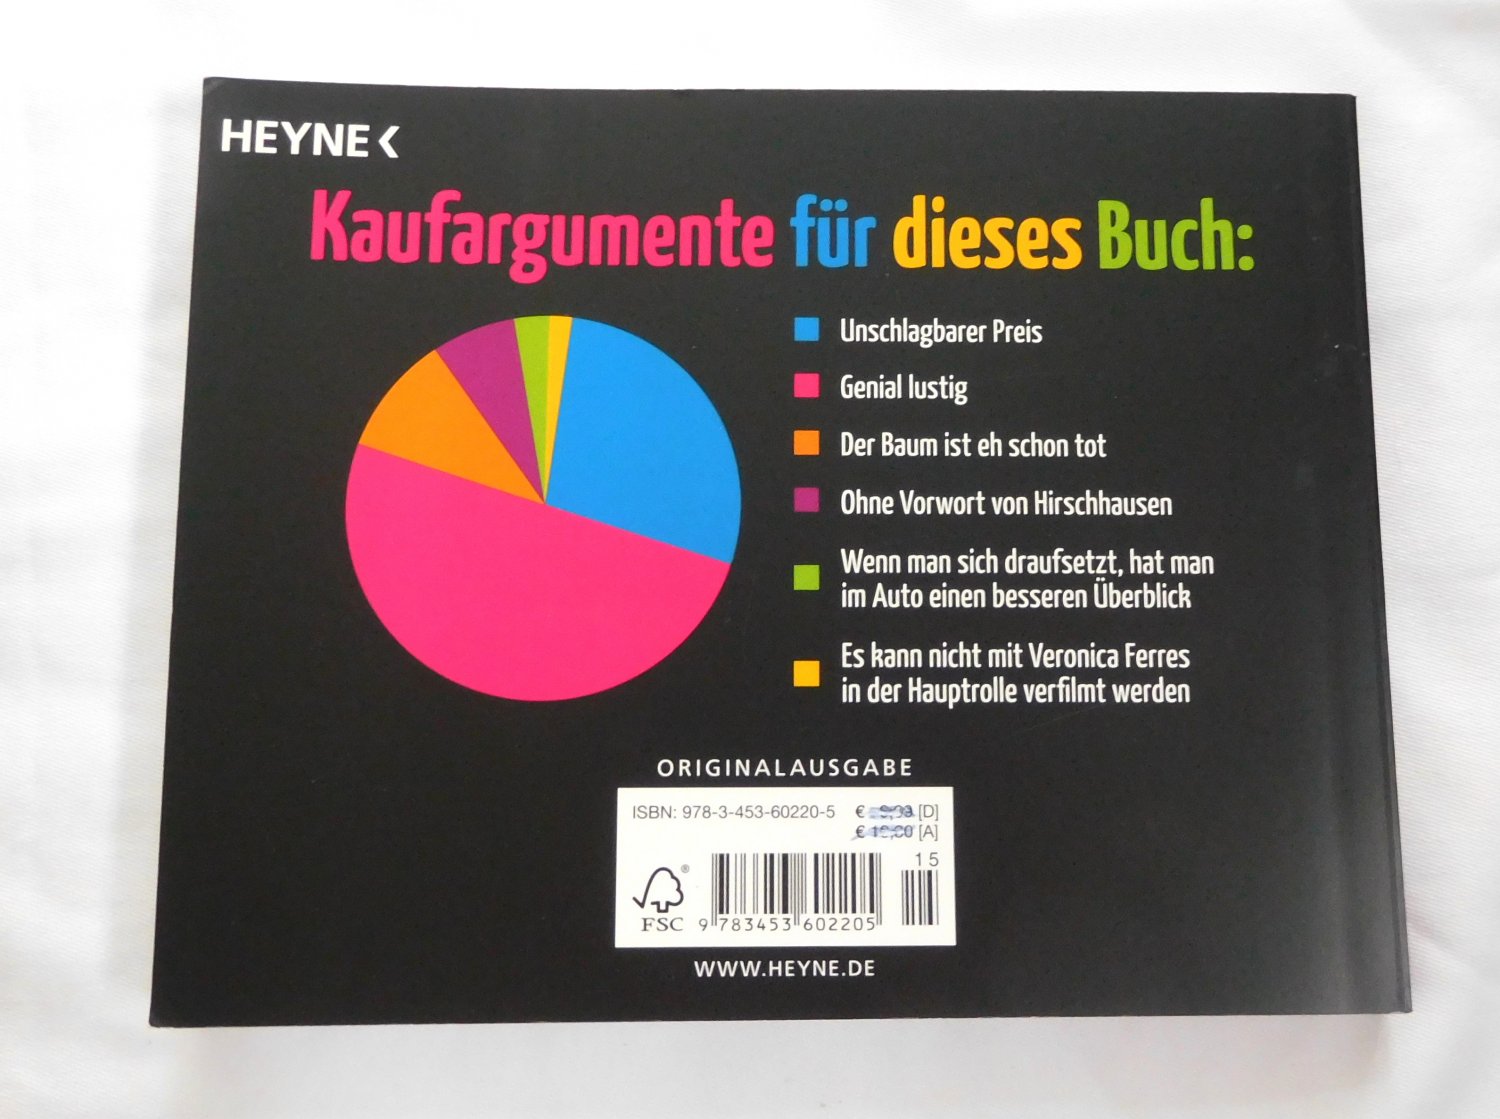 HEYNE
Kaufargumente für dieses Buch:
Unschlagbarer Preis
Genial lustig
Der Baum ist eh schon tot
Ohne Vorwort von Hirschhausen
Wenn man sich draufsetzt, hat man
im Auto einen besseren Überblick
Es kann nicht mit Veronica Ferres
in der Hauptrolle verfilmt werden
ORIGINALAUSGABE
ISBN: 978-3-453-60220-5 € [D]
€ [A]
15
FSC®
9 783453 602205
WWW.HEYNE.DE